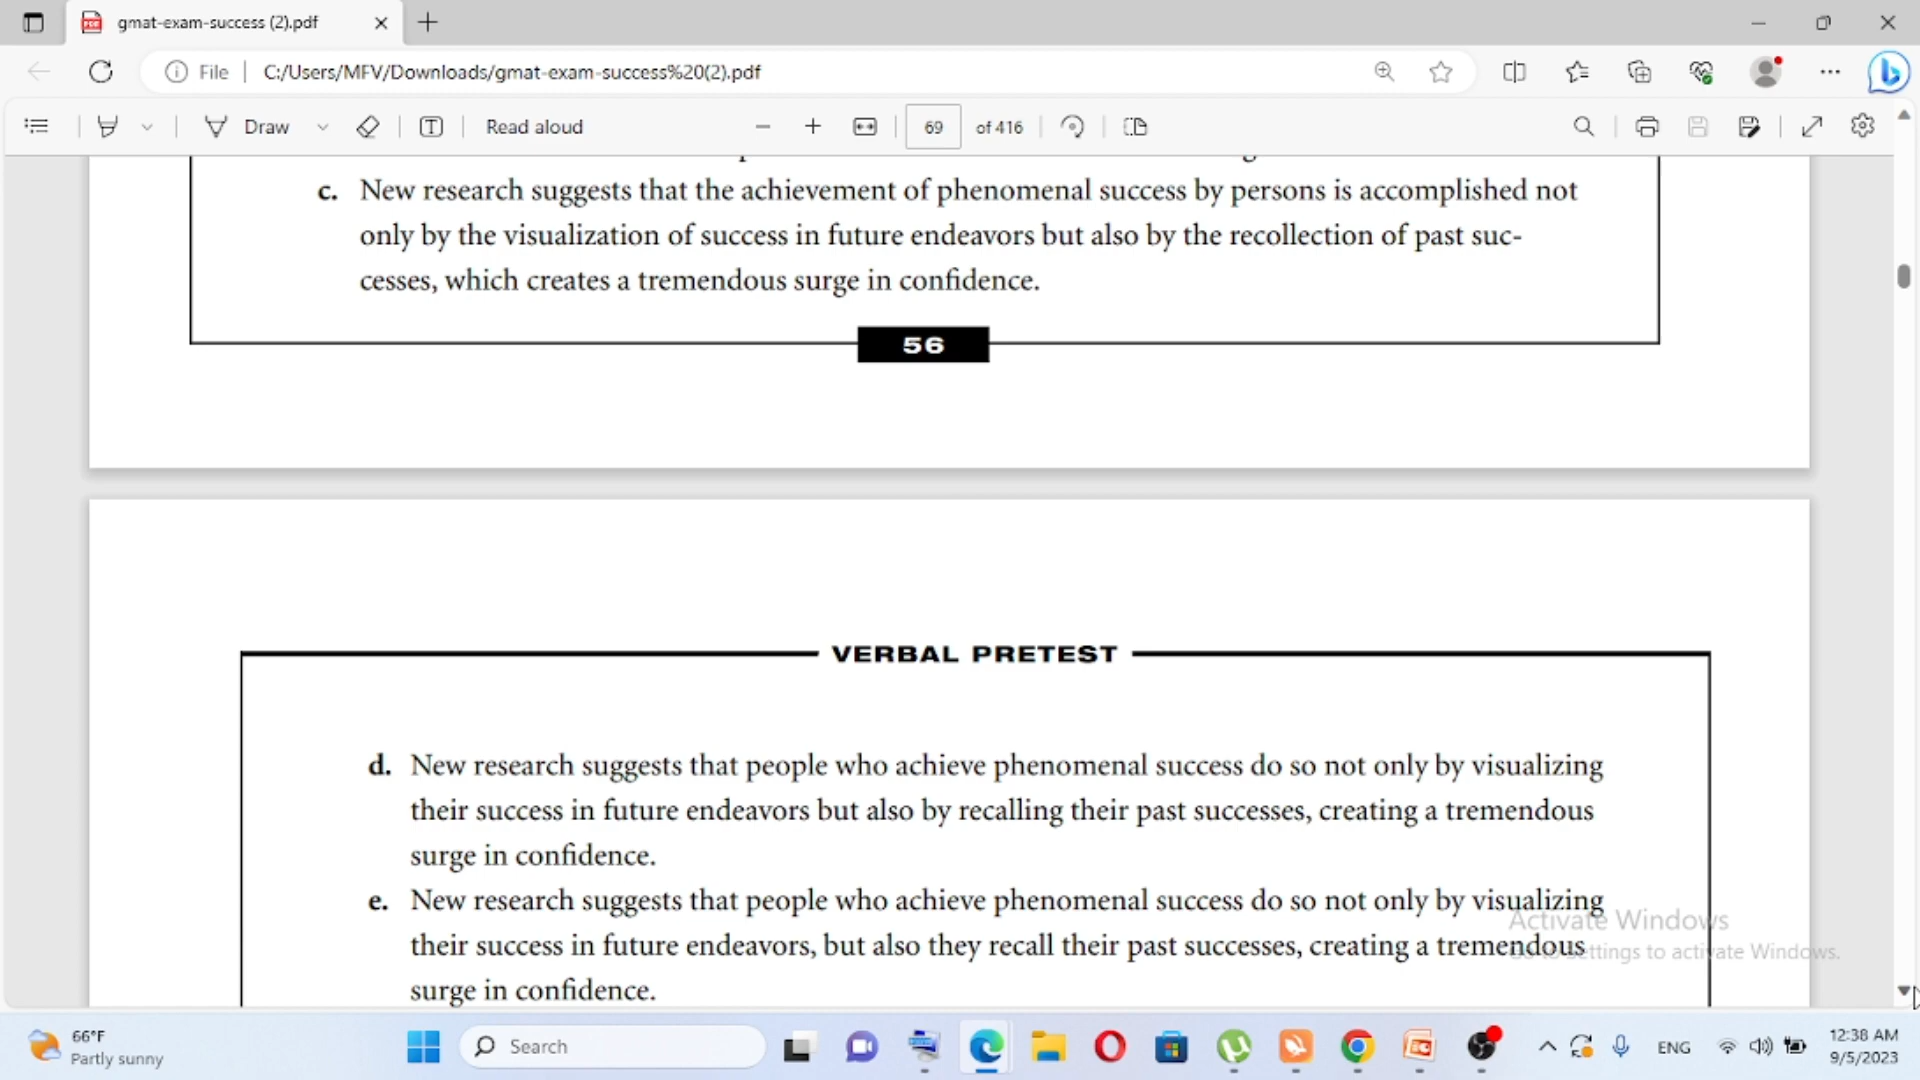 gmat-exam-success (2).pdf
File
C:/Users/MFV/Downloads/gmat-exam-success%20(2).pdf
Draw
Read aloud
69
of 416
c. New research suggests that the achievement of phenomenal success by persons is accomplished not
only by the visualization of success in future endeavors but also by the recollection of past suc-
cesses, which creates a tremendous surge in confidence.
56
VERBAL PRETEST
d. New research suggests that people who achieve phenomenal success do so not only by visualizing
their success in future endeavors but also by recalling their past successes, creating a tremendous
surge in confidence.
e. New research suggests that people who achieve phenomenal success do so not only by visualizing
their success in future endeavors, but also they recall their past successes, creating a tremendous
surge in confidence.
Activate Windows
Go to Settings to activate Windows.
66°F
Partly sunny
Search
ENG
12:38 AM
9/5/2023